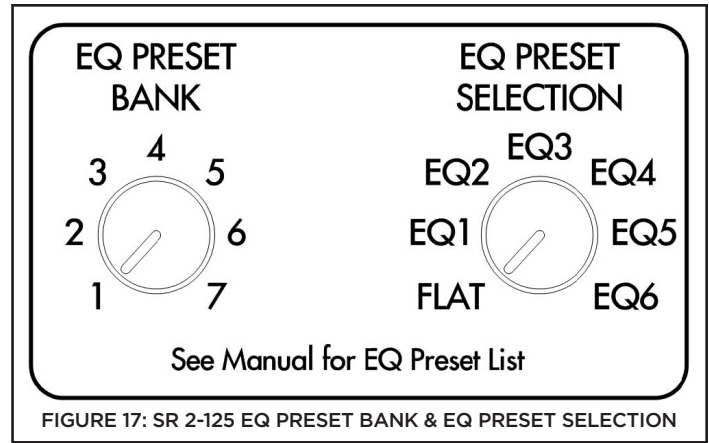 EQ PRESET
BANK
1
2
3
4
5
6
7
EQ PRESET
SELECTION
FLAT
EQ1
EQ2
EQ3
EQ4
EQ5
EQ6
See Manual for EQ Preset List
FIGURE 17: SR 2-125 EQ PRESET BANK & EQ PRESET SELECTION